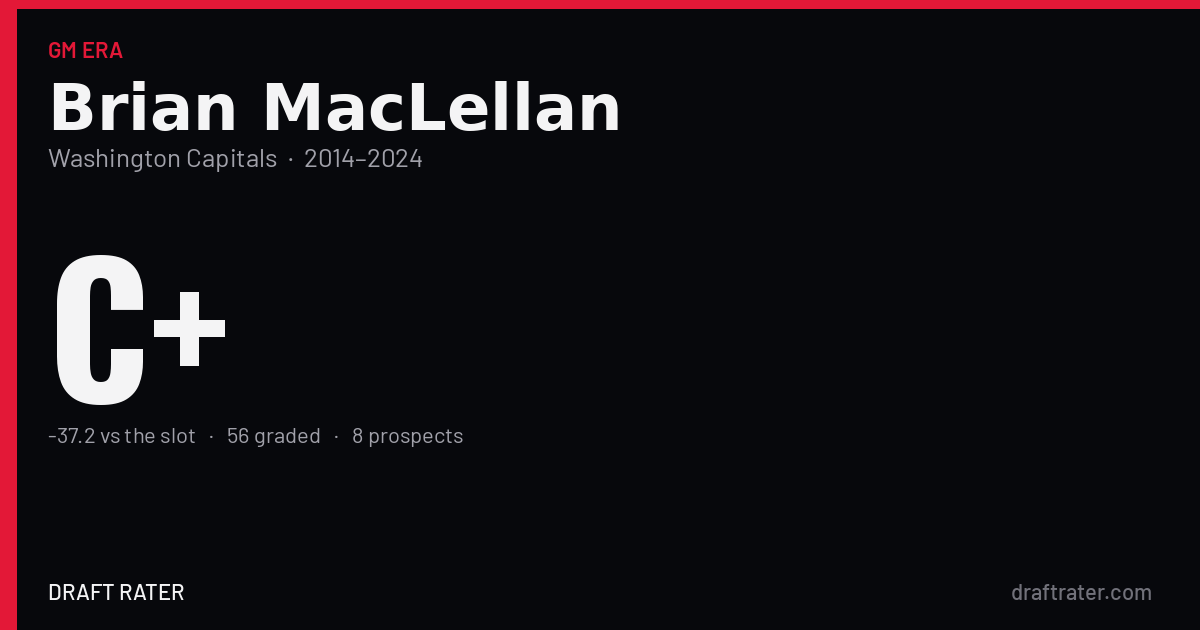 GM ERA
Brian MacLellan
Washington Capitals · 2014–2024
C+
-37.2 vs the slot · 56 graded · 8 prospects
DRAFT RATER
draftrater.com